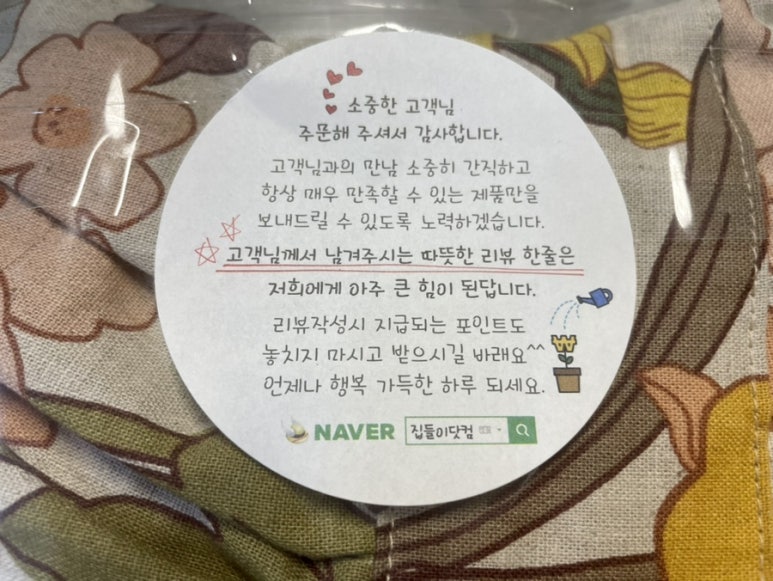 소중한 고객님
주문해 주셔서 감사합니다.
고객님과의 만남 소중히 간직하고
항상 매우 만족할 수 있는 제품만을
보내드릴 수 있도록 노력하겠습니다.
고객님께서 남겨주시는 따뜻한 리뷰 한줄은
저희에게 아주 큰 힘이 된답니다.
리뷰작성시 지급되는 포인트도
놓치지 마시고 받으시길 바래요^^
언제나 행복 가득한 하루 되세요.
NAVER 집들이닷컴